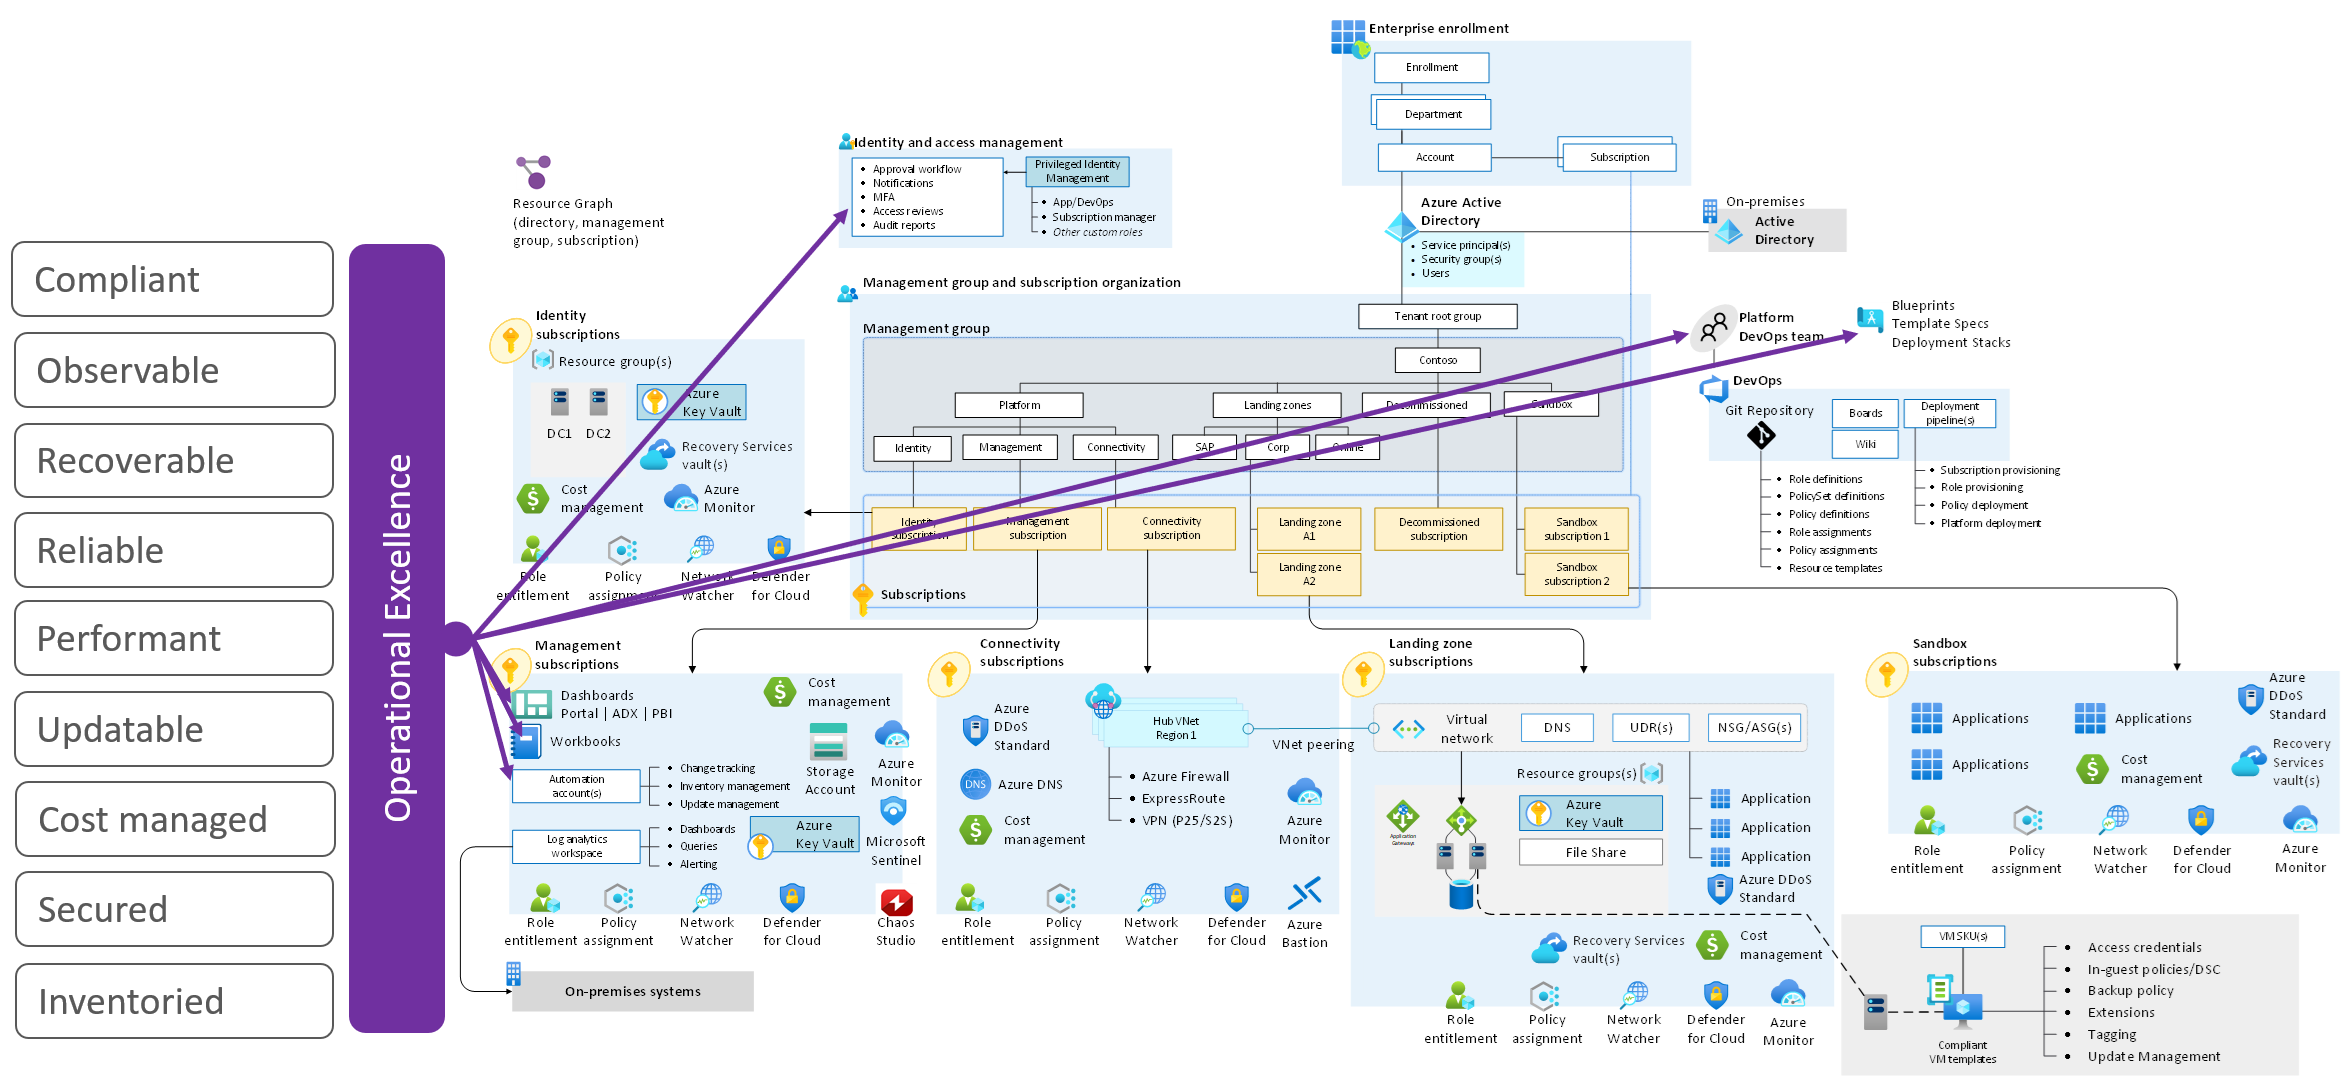 Compliant
Observable
Recoverable
Reliable
Performant
Updatable
Cost managed
Secured
Inventoried
Operational Excellence
Resource Graph
(directory, management
group, subscription)
Identity and access management
Approval workflow
Notifications
MFA
Access reviews
Audit reports
Privileged Identity
Management
App/DevOps
Subscription manager
Other custom roles
Enterprise enrollment
Enrollment
Department
Account
Subscription
Azure Active
Directory
Service principal(s)
Security group(s)
Users
On-premises
Active
Directory
Management group and subscription organization
Management group
Tenant root group
Contoso
Platform
Landing zones
Decommissioned
Sandbox
Identity
Management
Connectivity
SAP
Corp
Online
Identity
subscription
Management
subscription
Connectivity
subscription
Landing zone
A1
Landing zone
A2
Decommissioned
subscription
Sandbox
subscription 1
Sandbox
subscription 2
Subscriptions
Platform
DevOps team
Blueprints
Template Specs
Deployment Stacks
DevOps
Git Repository
Boards
Wiki
Deployment
pipeline(s)
Role definitions
PolicySet definitions
Policy definitions
Role assignments
Policy assignments
Resource templates
Subscription provisioning
Role provisioning
Policy deployment
Platform deployment
Identity
subscriptions
Resource group(s)
DC1
DC2
Azure
Key Vault
Recovery Services
vault(s)
Cost
management
Azure
Monitor
Role
entitlement
Policy
assignment
Network
Watcher
Defender
for Cloud
Management
subscriptions
Dashboards
Portal | ADX | PBI
Workbooks
Automation
account(s)
Change tracking
Inventory management
Update management
Log analytics
workspace
Dashboards
Queries
Alerting
Cost
management
Storage
Account
Azure
Monitor
Azure
Key Vault
Microsoft
Sentinel
Role
entitlement
Policy
assignment
Network
Watcher
Defender
for Cloud
Chaos
Studio
On-premises systems
Connectivity
subscriptions
Azure
DDoS
Standard
DNS
Azure DNS
Cost
management
Hub VNet
Region 1
Azure Firewall
ExpressRoute
VPN (P2S/S2S)
VNet peering
Azure
Monitor
Role
entitlement
Policy
assignment
Network
Watcher
Defender
for Cloud
Azure
Bastion
Landing zone
subscriptions
Virtual
network
DNS
UDR(s)
NSG/ASG(s)
Resource groups(s)
Application
Gateways
Azure
Key Vault
File Share
Application
Application
Application
Azure DDoS
Standard
Recovery Services
vault(s)
Cost
management
Role
entitlement
Policy
assignment
Network
Watcher
Defender
for Cloud
Azure
Monitor
Sandbox
subscriptions
Applications
Applications
Applications
Cost
management
Azure
DDoS
Standard
Recovery
Services
vault(s)
Role
entitlement
Policy
assignment
Network
Watcher
Defender
for Cloud
Azure
Monitor
VM SKU(s)
Compliant
VM templates
Access credentials
In-guest policies/DSC
Backup policy
Extensions
Tagging
Update Management